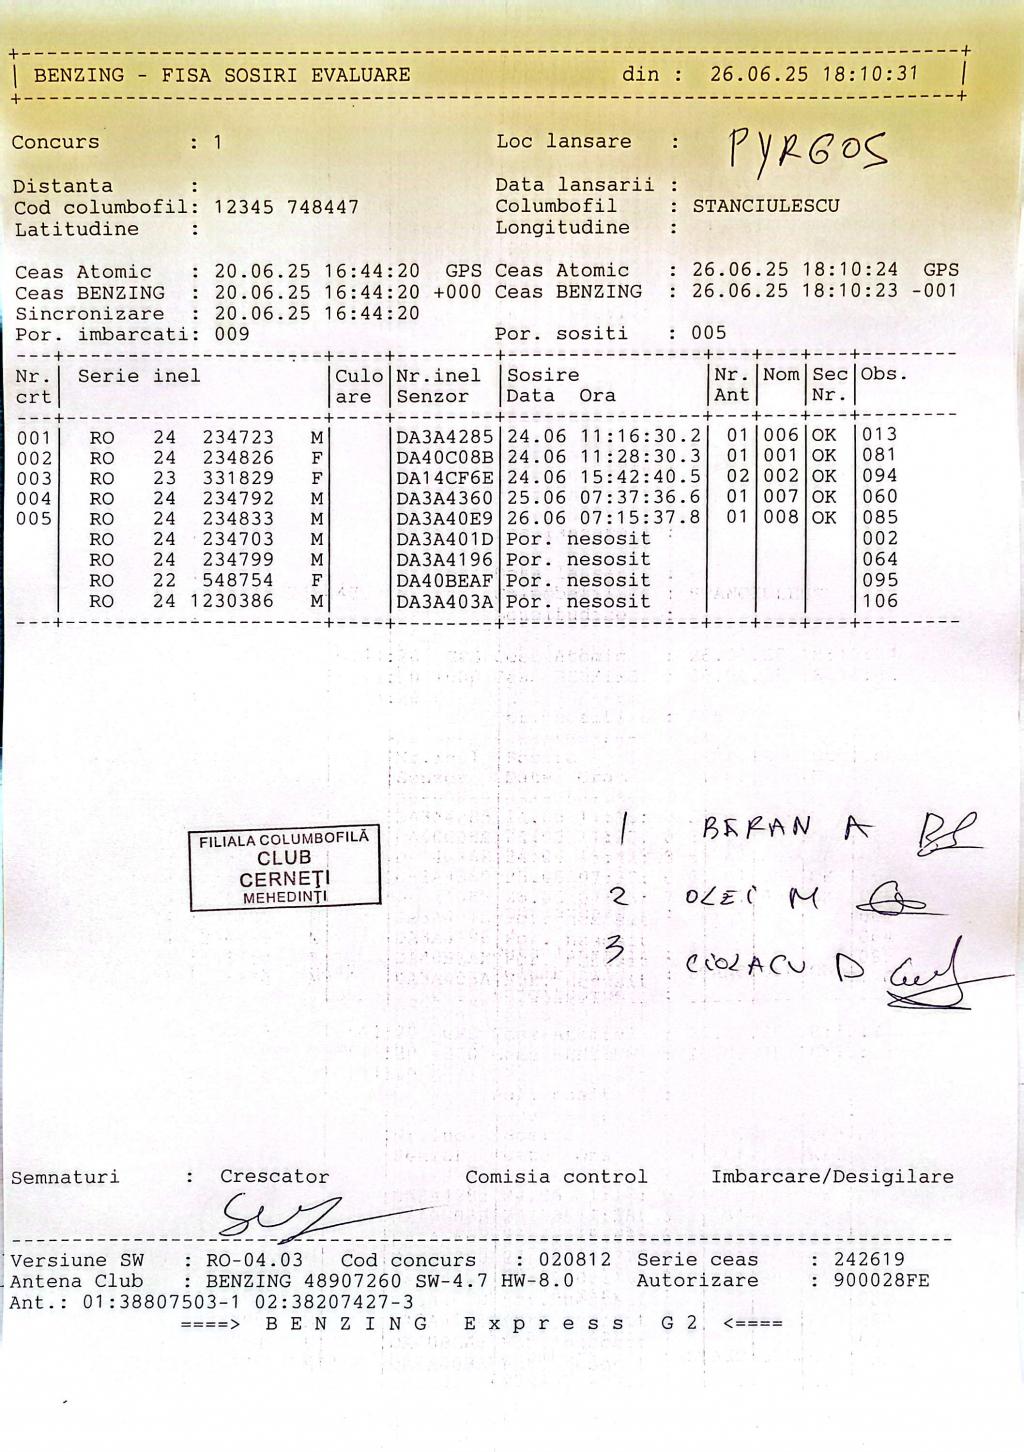 +------------------------------------------------------------------------------------------+
| BENZING - FISA SOSIRI EVALUARE din : 26.06.25 18:10:31 |
+------------------------------------------------------------------------------------------+
Concurs : 1 Loc lansare : PYRGOS
Distanta : Data lansarii :
Cod columbofil: 12345 748447 Columbofil : STANCIULESCU
Latitudine : Longitudine :
Ceas Atomic : 20.06.25 16:44:20 GPS Ceas Atomic : 26.06.25 18:10:24 GPS
Ceas BENZING : 20.06.25 16:44:20 +000 Ceas BENZING : 26.06.25 18:10:23 -001
Sincronizare : 20.06.25 16:44:20
Por. imbarcati: 009 Por. sositi : 005
Nr. | Serie inel |Culo|Nr.inel |Sosire |Nr.|Nom|Sec|Obs.
crt | |are |Senzor |Data Ora |Ant| |Nr.|
001 | RO 24 234723 M| |DA3A4285|24.06 11:16:30.2| 01|006|OK |013
002 | RO 24 234826 F| |DA40C08B|24.06 11:28:30.3| 01|001|OK |081
003 | RO 23 331829 F| |DA14CF6E|24.06 15:42:40.5| 02|002|OK |094
004 | RO 24 234792 M| |DA3A4360|25.06 07:37:36.6| 01|007|OK |060
005 | RO 24 234833 M| |DA3A40E9|26.06 07:15:37.8| 01|008|OK |085
| RO 24 234703 M| |DA3A401D|Por. nesosit | | | |002
| RO 24 234799 M| |DA3A4196|Por. nesosit | | | |064
| RO 22 548754 F| |DA40BEAF|Por. nesosit | | | |095
| RO 24 1230386 M| |DA3A403A|Por. nesosit | | | |106
FILIALA COLUMBOFILĂ
CLUB
CERNEŢI
MEHEDINŢI
1 BĂRAN A
2. OLEI M
3 CIOLACU D
Semnaturi : Crescator Comisia control Imbarcare/Desigilare
Versiune SW : RO-04.03 Cod concurs : 020812 Serie ceas : 242619
Antena Club : BENZING 48907260 SW-4.7 HW-8.0 Autorizare : 900028FE
Ant.: 01:38807503-1 02:38207427-3
====> B E N Z I N G E x p r e s s G 2 <====